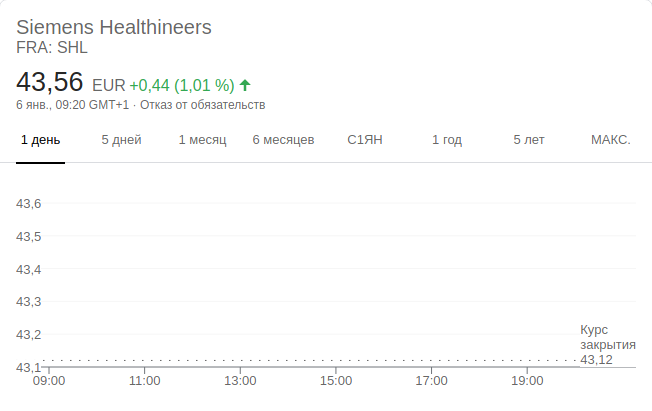 Siemens Healthineers
FRA: SHL
43,56 EUR +0,44 (1,01 %)
6 янв., 09:20 GMT+1 · Отказ от обязательств
1 день 5 дней 1 месяц 6 месяцев С1ЯН 1 год 5 лет МАКС.
43,6
43,5
43,4
43,3
43,2
43,1
Курс
закрытия
43,12
09:00 11:00 13:00 15:00 17:00 19:00